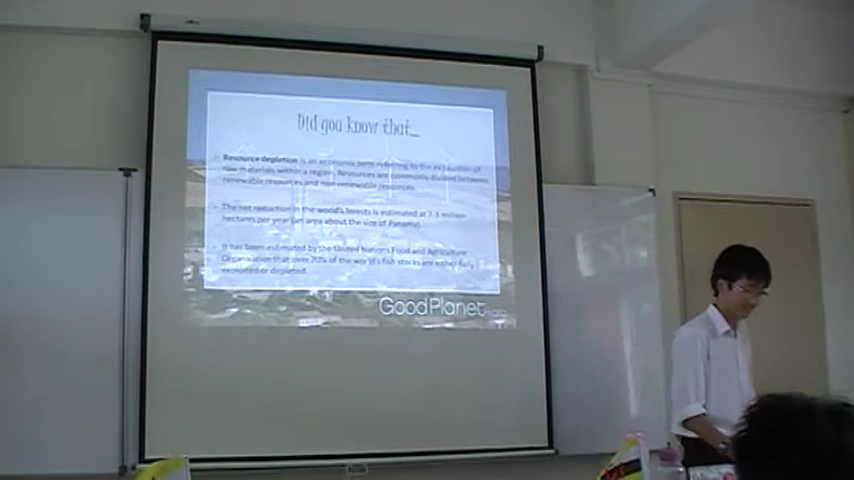 Did you know that...
Resource depletion is an economic term referring to the exhaustion of
raw materials within a region. Resources are commonly divided between
renewable resources and non-renewable resources.
The net reduction in the world's forests is estimated at 7.3 million
hectares per year (an area about the size of Panama).
It has been estimated by the United Nation's Food and Agriculture
Organisation that over 70% of the world's fish stocks are either fully
exploited or depleted.
GoodPlanet